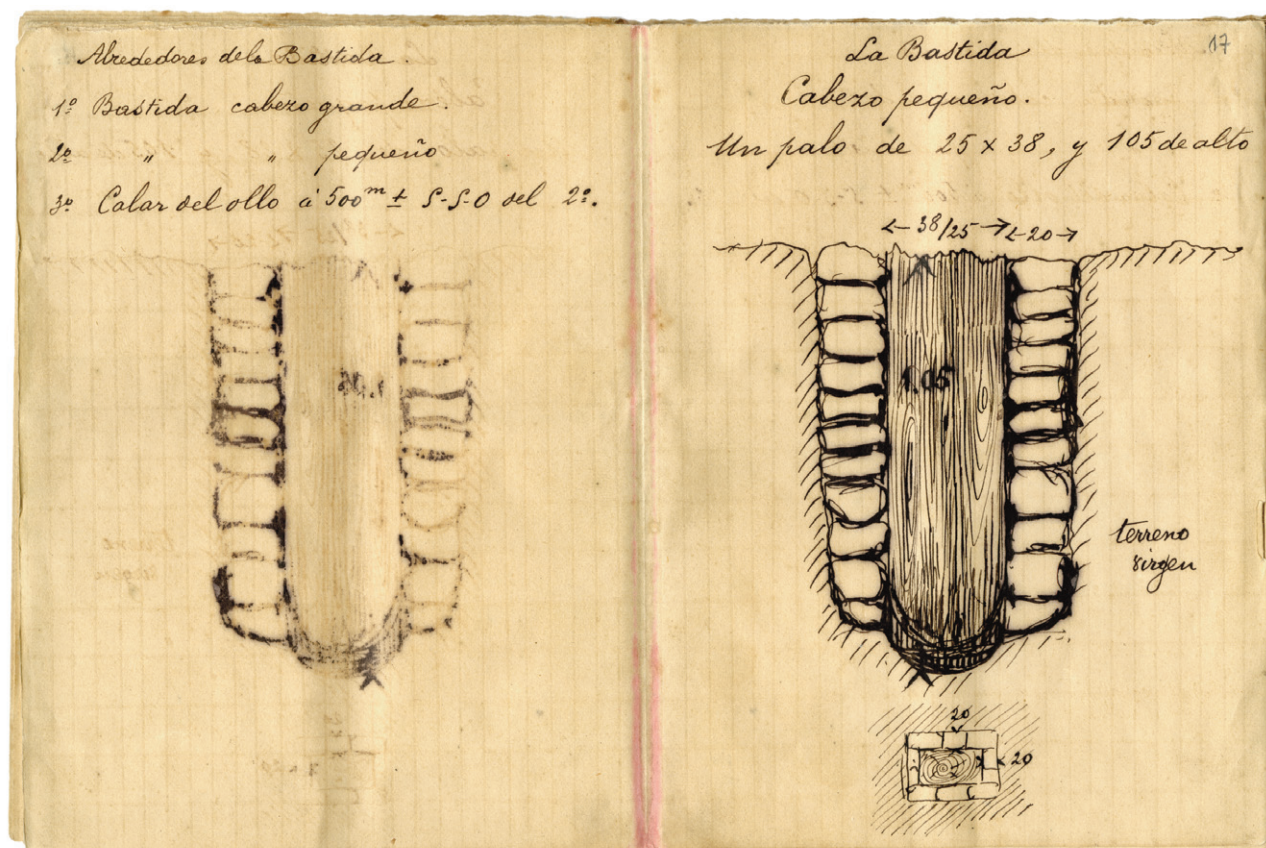 Alrededores de la Bastida.
1º Bastida cabezo grande.
2º " " pequeño
3º Calar del ollo á 500 m ± S-S-O del 2º.
17
La Bastida
Cabezo pequeño.
Un palo de 25 x 38, y 105 de alto
38/25 20
1.05
terreno
virgen
20
20